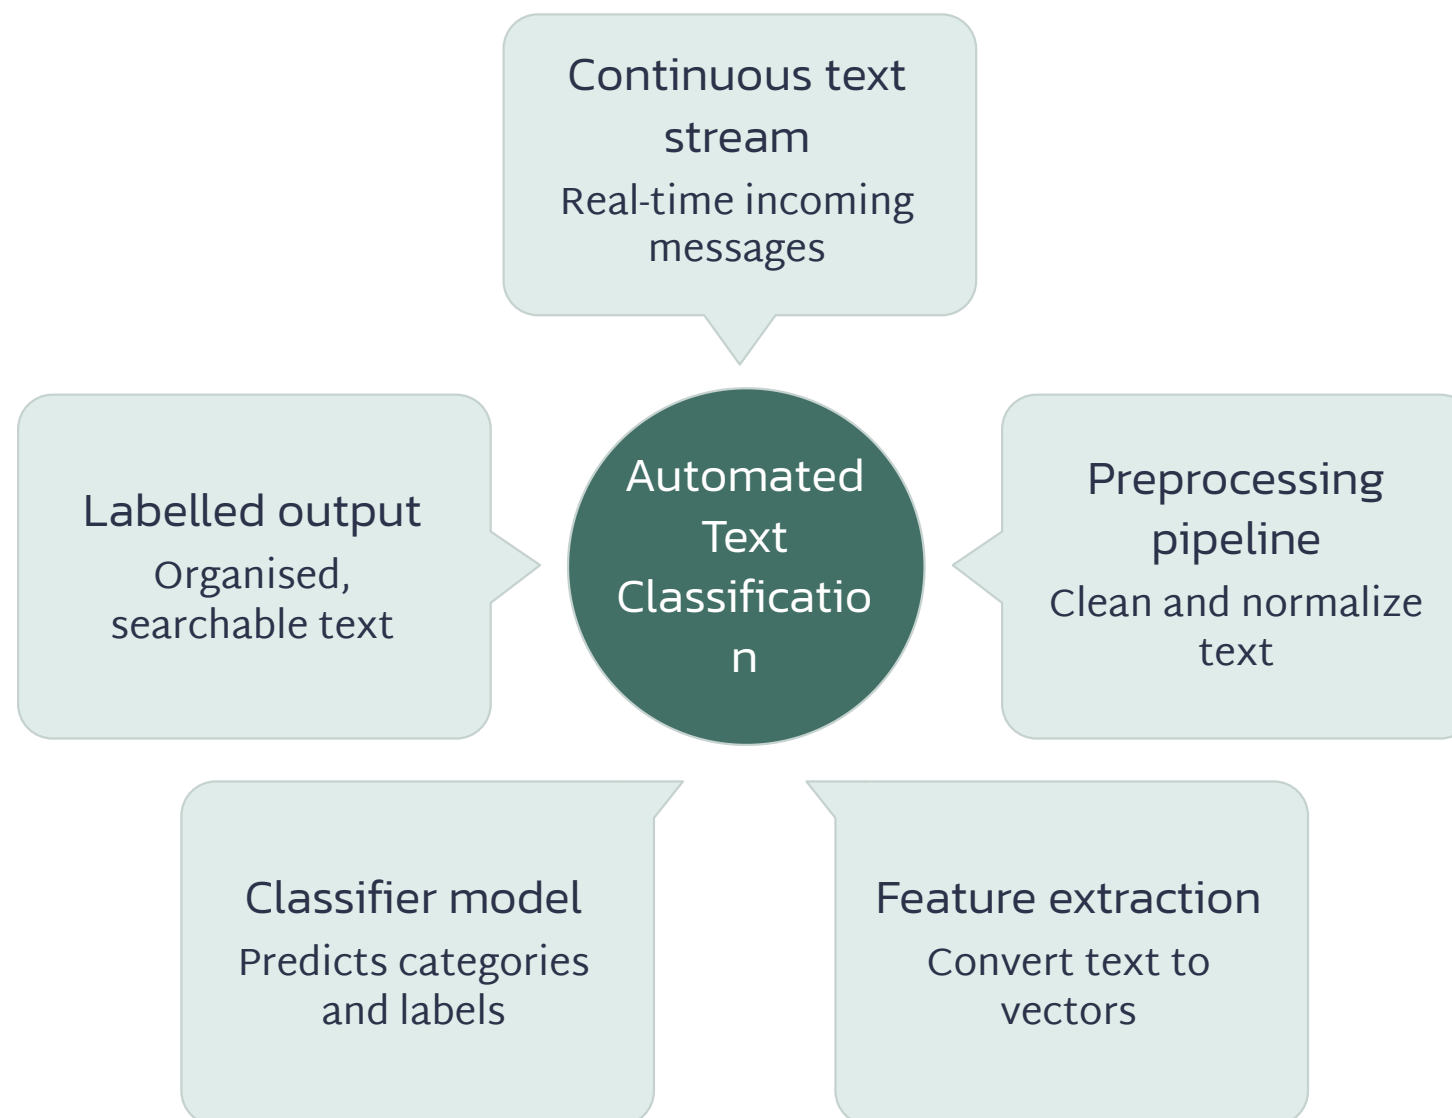 Continuous text
stream
Real-time incoming
messages
Automated
Text
Classificatio
n
Preprocessing
pipeline
Clean and normalize
text
Feature extraction
Convert text to
vectors
Classifier model
Predicts categories
and labels
Labelled output
Organised,
searchable text